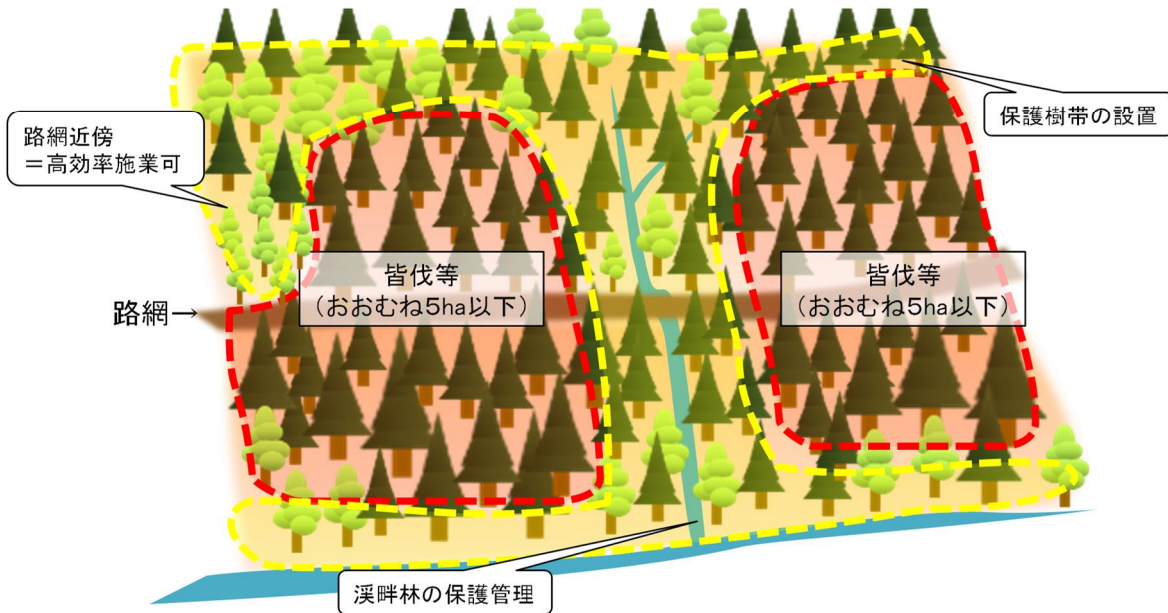 保護樹帯の設置
路網近傍
＝高効率施業可
皆伐等
（おおむね5ha以下）
皆伐等
（おおむね5ha以下）
路網→
渓畔林の保護管理